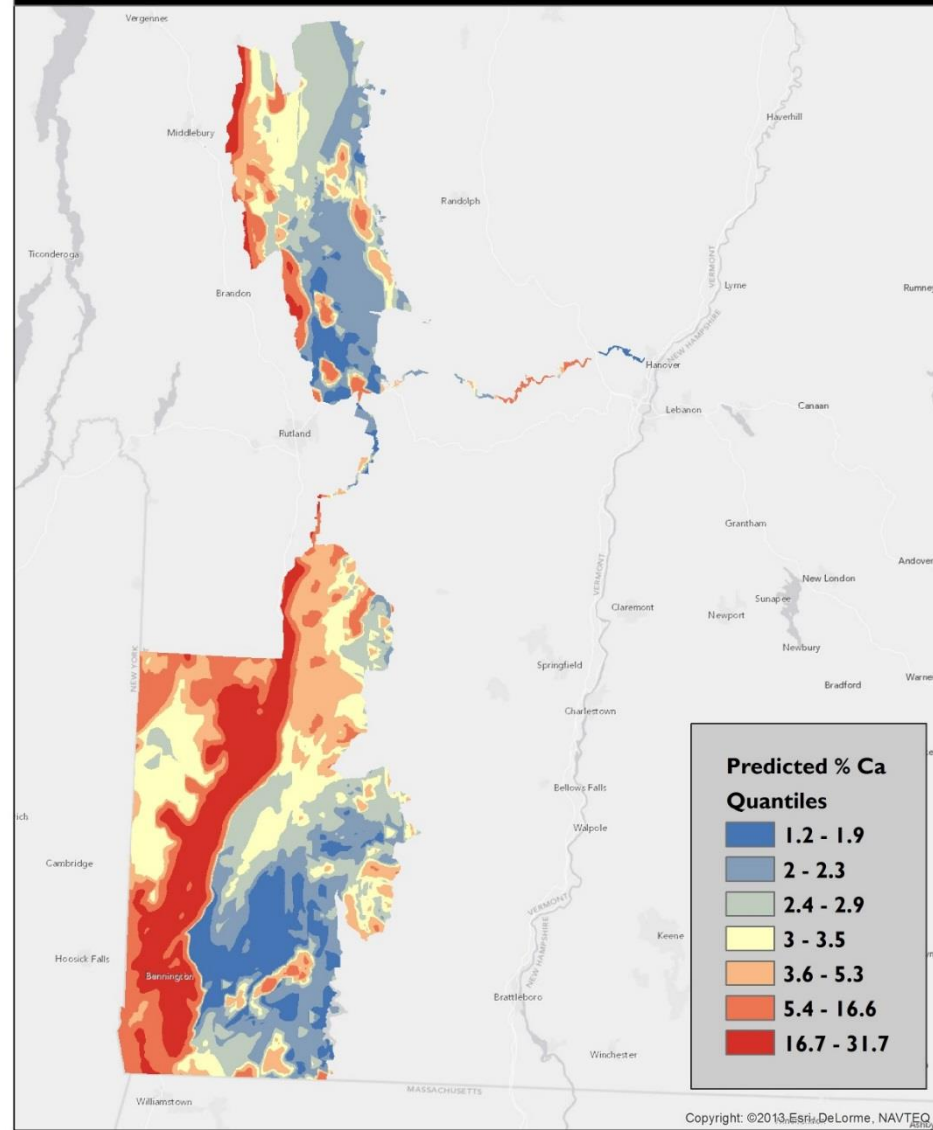 Vergennes
Haverhill
Middlebury
Randolph
Ticonderoga
VERMONT
Lyme
Rumney
Brandon
NEW HAMPSHIRE
Hanover
Lebanon
Canaan
Rutland
Grantham
Andover
New London
Sunapee
Claremont
Newport
Newbury
NEW YORK
VERMONT
Springfield
Warne
Bradford
Charlestown
Predicted % Ca
Quantiles
1.2 - 1.9
2 - 2.3
2.4 - 2.9
3 - 3.5
3.6 - 5.3
5.4 - 16.6
16.7 - 31.7
Bellows Falls
rich
Walpole
Cambridge
VERMONT
NEW HAMPSHIRE
Keene
Hoosick Falls
Bennington
Brattleboro
Winchester
MASSACHUSETTS
Williamstown
Copyright: ©2013 Esri, DeLorme, NAVTEQ